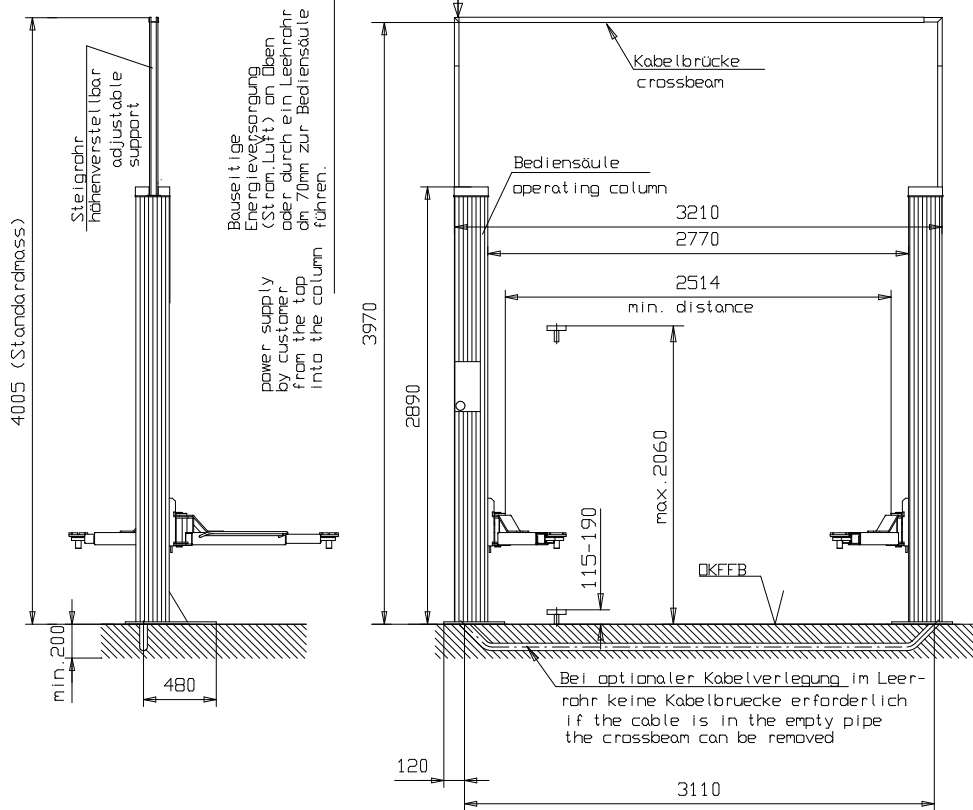 4005 (Standardmass)
Steigrohr
höhenverstellbar
adjustable
support
Bauseitige
Energieversorgung
(Strom.Luft) on Oben
oder durch ein Leehrohr
dm 70mm zur Bediensäule
führen.
power supply
by customer
from the top
into the column
min.200
480
Kabelbrücke
crossbeam
Bediensäule
operating column
3210
2770
2514
min. distance
3970
2890
max.2060
115-190
OKFFB
Bei optionaler Kabelverlegung im Leer-
rohr keine Kabelbruecke erforderlich
if the cable is in the empty pipe
the crossbeam can be removed
120
3110